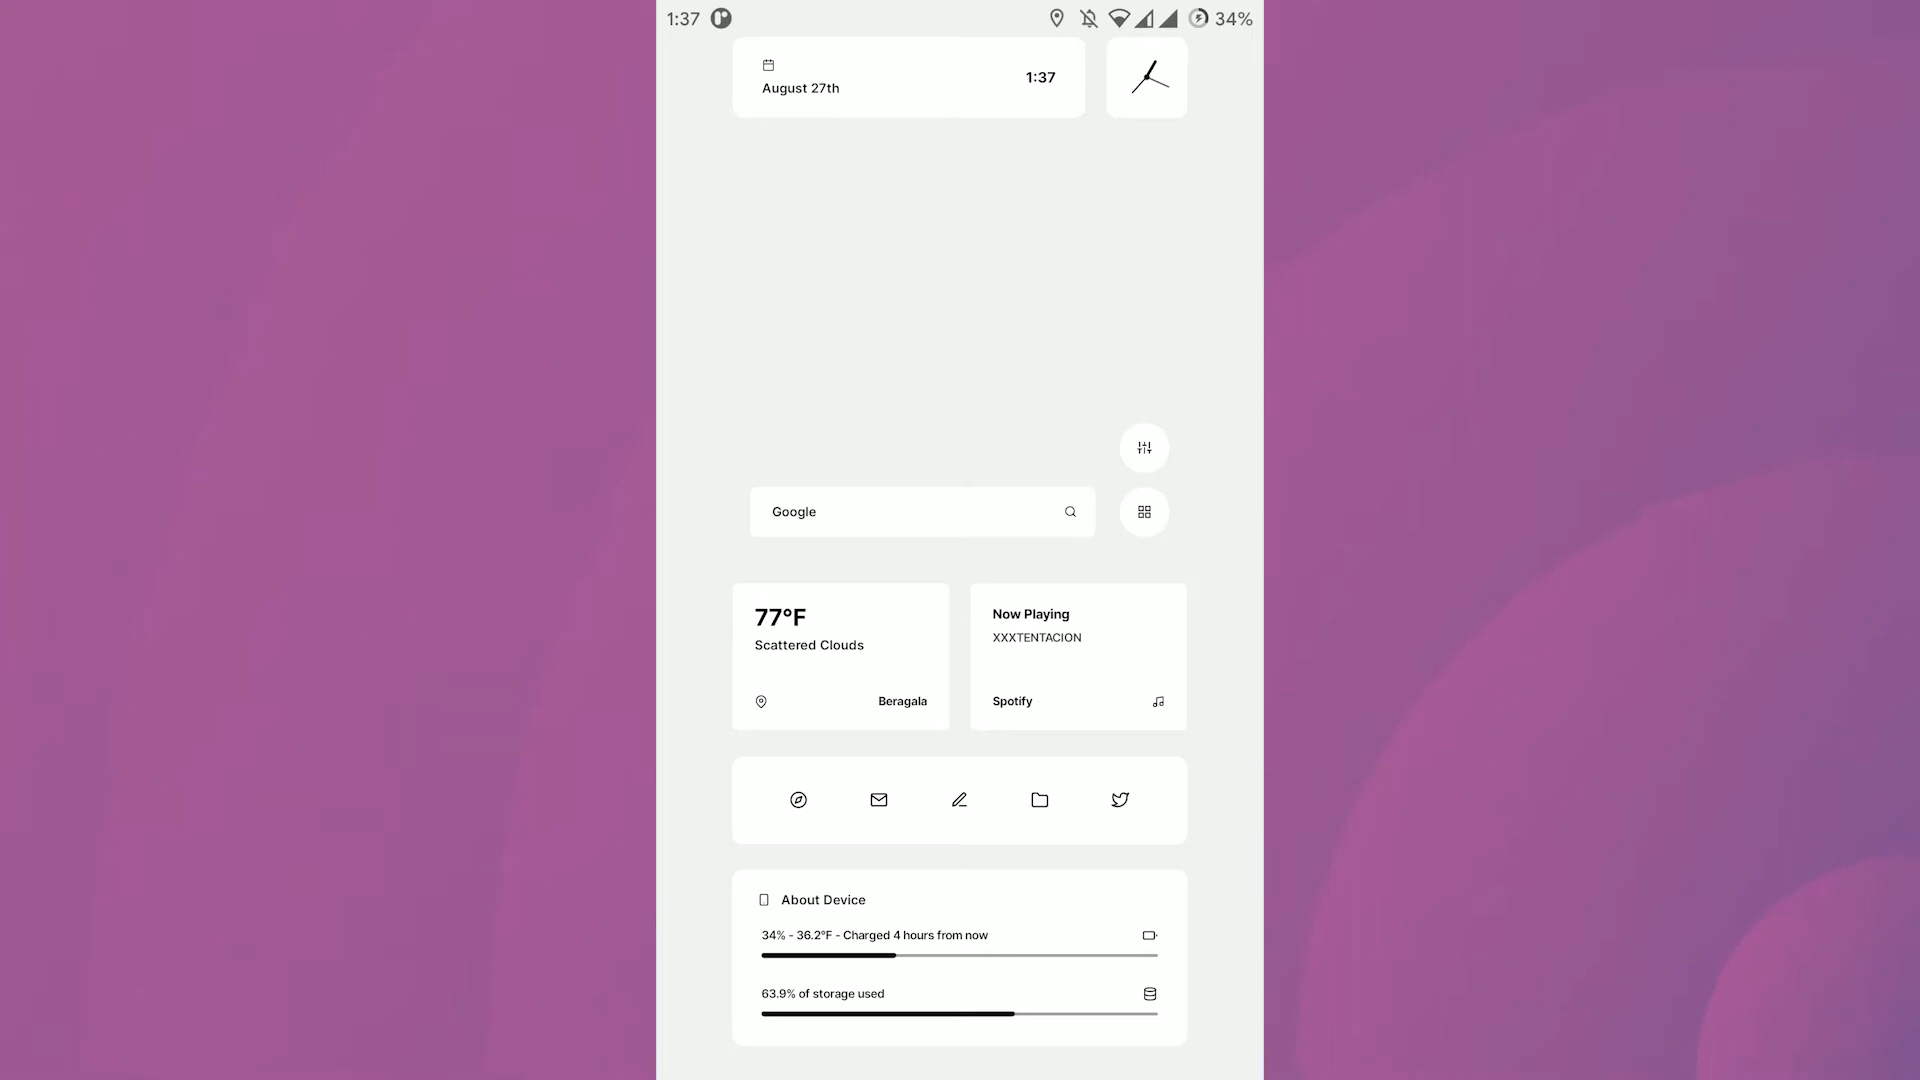 1:37
34%
August 27th
1:37
Google
77°F
Scattered Clouds
Beragala
Now Playing
XXXTENTACION
Spotify
About Device
34% - 36.2°F - Charged 4 hours from now
63.9% of storage used